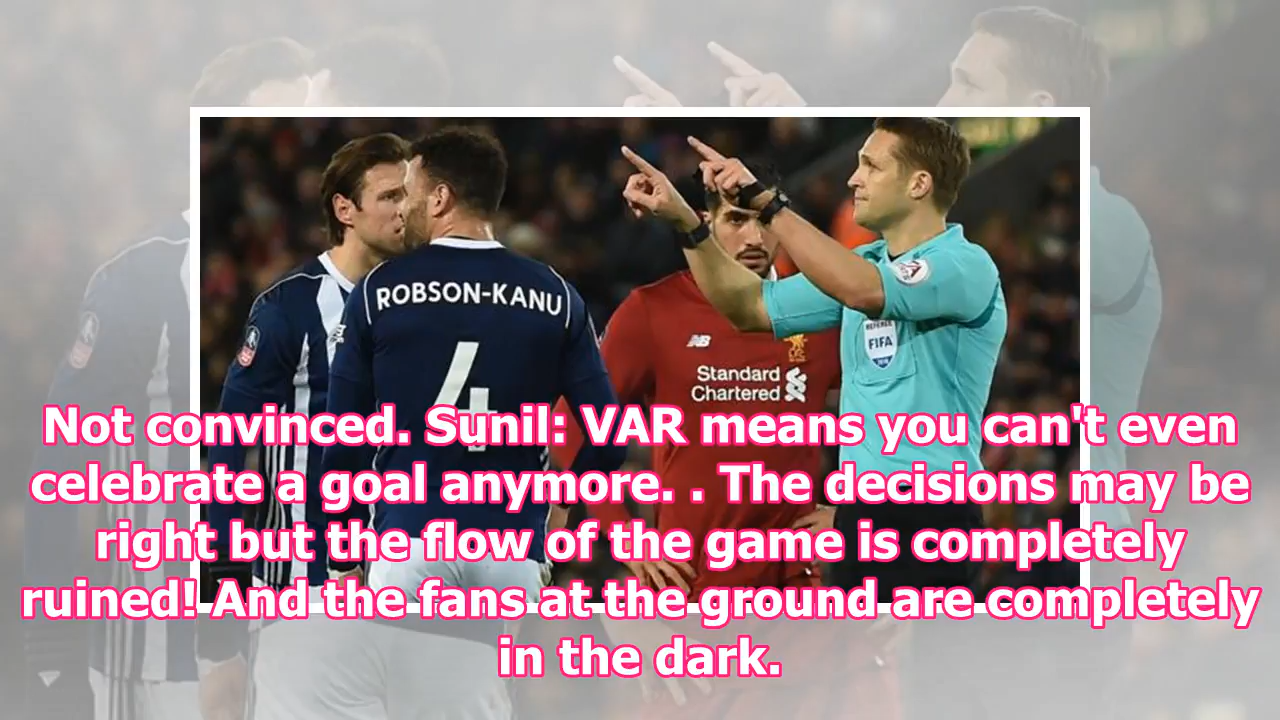 ROBSON-KANU
4
NB
Standard
Chartered
REFEREE
FIFA
Not convinced. Sunil: VAR means you can't even
celebrate a goal anymore. . The decisions may be
right but the flow of the game is completely
ruined! And the fans at the ground are completely
in the dark.